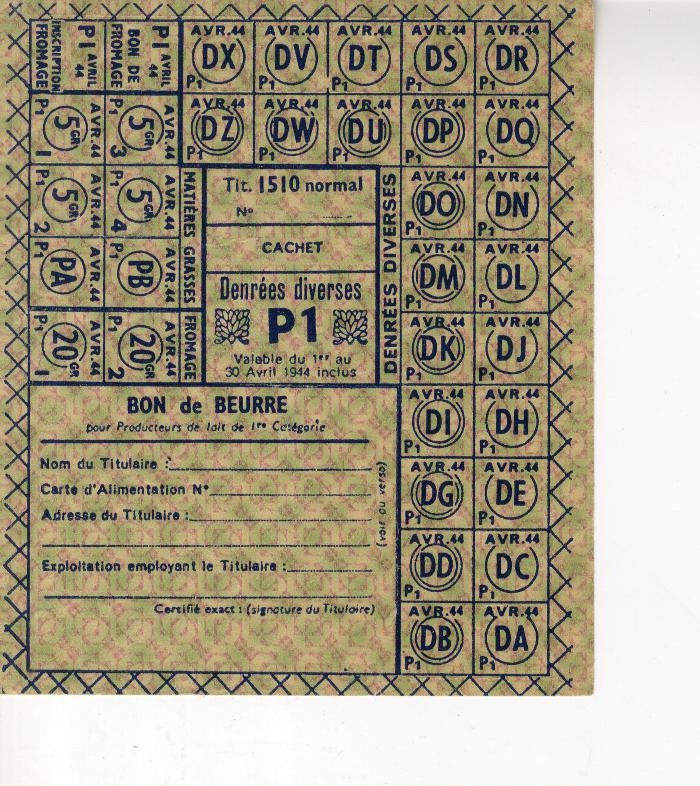 INSCRIPTION
FROMAGE
P1 AVRIL
44
BON DE
FROMAGE
P1 AVRIL
44
AVR.44
DX
P1
AVR.44
DV
P1
AVR.44
DT
P1
AVR.44
DS
P1
AVR.44
DR
P1
AVR.44
5 GR
P1 1
AVR.44
5 GR
P1 3
AVR.44
DZ
P1
AVR.44
DW
P1
AVR.44
DU
P1
AVR.44
DP
P1
AVR.44
DQ
P1
AVR.44
5 GR
P1 2
AVR.44
5 GR
P1 4
AVR.44
PA
P1
AVR.44
PB
P1
MATIÈRES GRASSES
AVR.44
20 GR
P1 1
AVR.44
20 GR
P1 2
FROMAGE
Tit. 1510 normal
N° ........
CACHET
Denrées diverses
P1
Valable du 1er au
30 Avril 1944 inclus
DENRÉES DIVERSES
AVR.44
DO
P1
AVR.44
DN
P1
AVR.44
DM
P1
AVR.44
DL
P1
AVR.44
DK
P1
AVR.44
DJ
P1
AVR.44
DI
P1
AVR.44
DH
P1
AVR.44
DG
P1
AVR.44
DE
P1
AVR.44
DD
P1
AVR.44
DC
P1
AVR.44
DB
P1
AVR.44
DA
P1
BON de BEURRE
pour Producteurs de lait de 1re Catégorie
Nom du Titulaire :
Carte d'Alimentation N°
Adresse du Titulaire :
Exploitation employant le Titulaire :
Certifié exact : (signature du Titulaire)
(voir au verso)